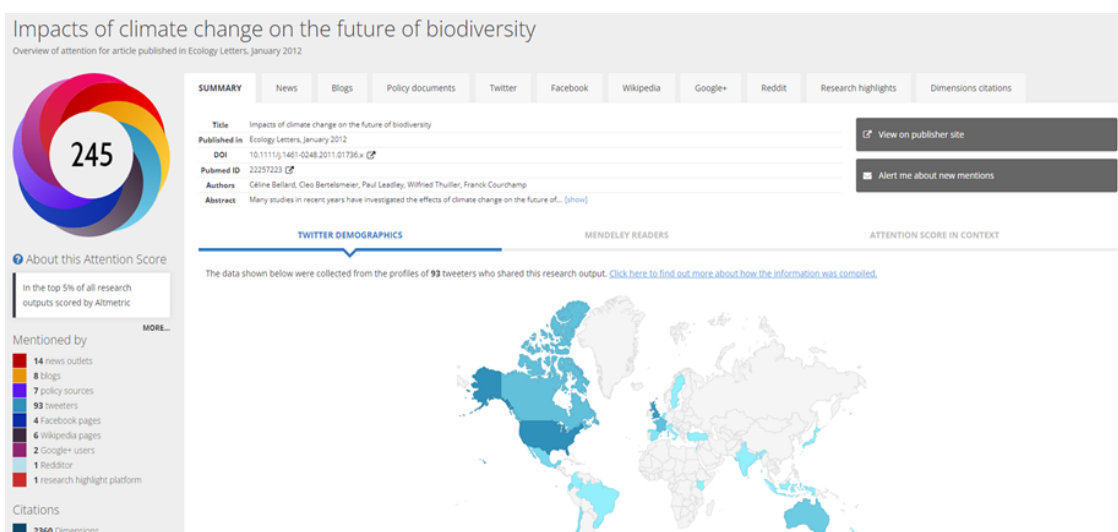 Impacts of climate change on the future of biodiversity
Overview of attention for article published in Ecology Letters, January 2012
245
About this Attention Score
In the top 5% of all research
outputs scored by Altmetric
MORE...
Mentioned by
14 news outlets
8 blogs
7 policy sources
93 tweeters
4 Facebook pages
6 Wikipedia pages
2 Google+ users
1 Redditor
1 research highlight platform
Citations
2360 Dimensions
SUMMARY News Blogs Policy documents Twitter Facebook Wikipedia Google+ Reddit Research highlights Dimensions citations
Title Impacts of climate change on the future of biodiversity
Published in Ecology Letters, January 2012
DOI 10.1111/j.1461-0248.2011.01736.x
Pubmed ID 22257223
Authors Céline Bellard, Cleo Bertelsmeier, Paul Leadley, Wilfried Thuiller, Franck Courchamp
Abstract Many studies in recent years have investigated the effects of climate change on the future of... [show]
View on publisher site
Alert me about new mentions
TWITTER DEMOGRAPHICS MENDELEY READERS ATTENTION SCORE IN CONTEXT
The data shown below were collected from the profiles of 93 tweeters who shared this research output. Click here to find out more about how the information was compiled.